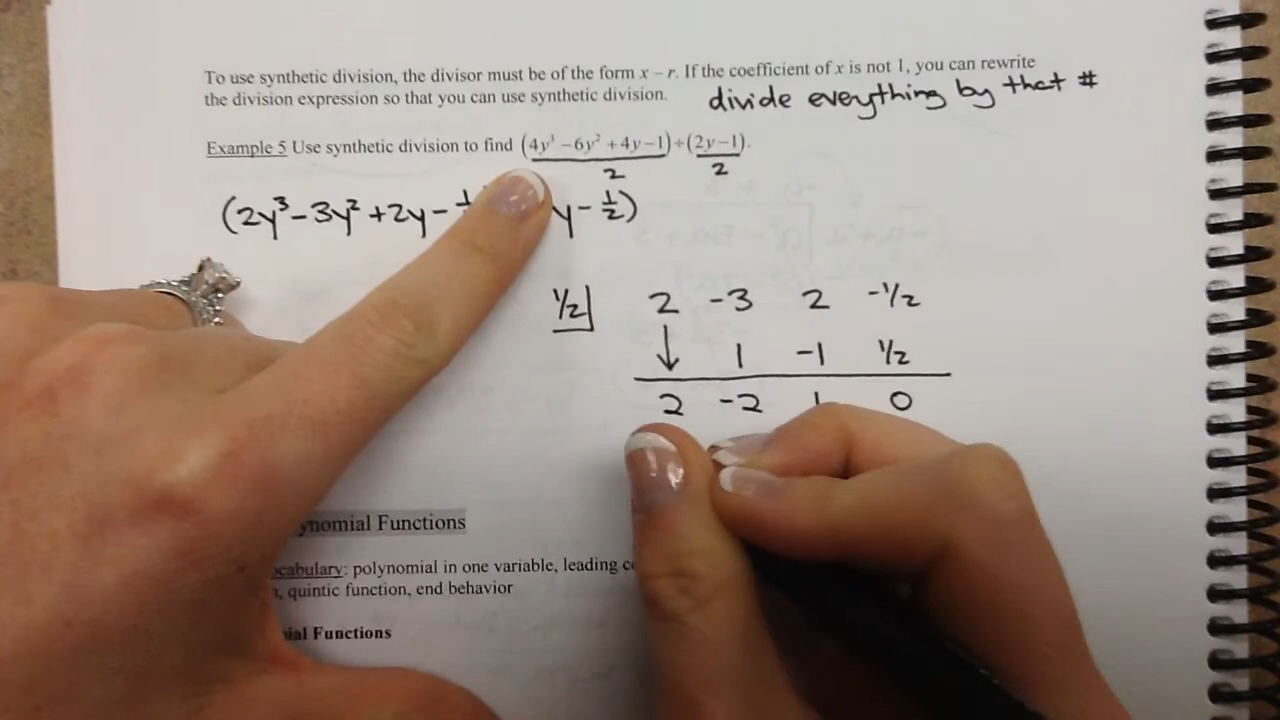 To use synthetic division, the divisor must be of the form x − r. If the coefficient of x is not 1, you can rewrite
the division expression so that you can use synthetic division. divide everything by that #
Example 5 Use synthetic division to find (4y³ − 6y² + 4y − 1) ÷ (2y − 1).
2 2
(2y³ − 3y² + 2y − y − 1/2)
1/2 2 -3 2 -1/2
↓ 1 -1 1/2
2 -2 1 0
ynomial Functions
ocabulary: polynomial in one variable, leading
, quintic function, end behavior
ial Functions